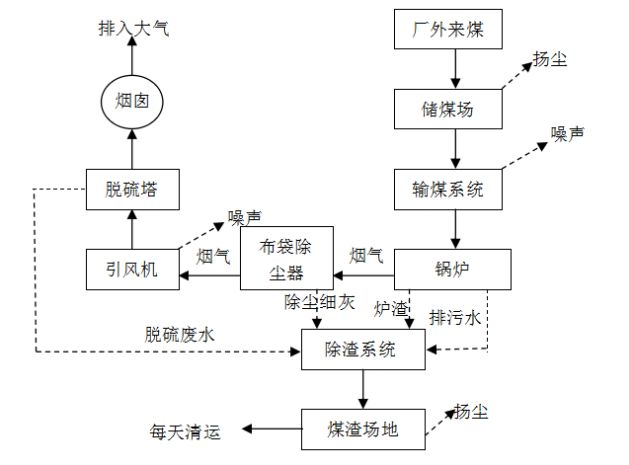 排入大气
厂外来煤
扬尘
烟囱
储煤场
噪声
脱硫塔
输煤系统
噪声
引风机
烟气
布袋除
尘器
烟气
锅炉
除尘细灰
炉渣
排污水
脱硫废水
除渣系统
扬尘
每天清运
煤渣场地